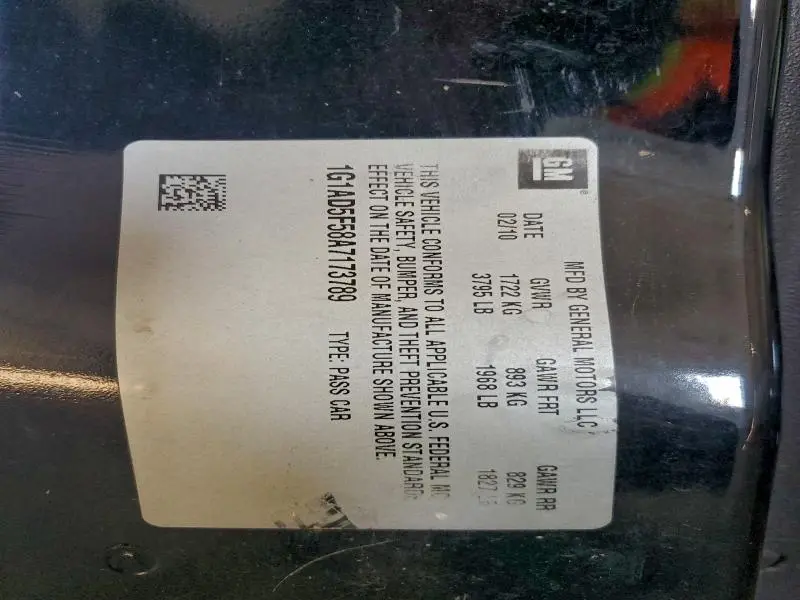 GM
MFD BY GENERAL MOTORS LLC
DATE GVWR GAWR FRT GAWR RR
02/10 1722 KG 893 KG 829 KG
3795 LB 1968 LB 1827 LB
THIS VEHICLE CONFORMS TO ALL APPLICABLE U.S. FEDERAL
VEHICLE SAFETY, BUMPER, AND THEFT PREVENTION STANDARDS
EFFECT ON THE DATE OF MANUFACTURE SHOWN ABOVE.
1G1AD5F58A7173789 TYPE: PASS CAR